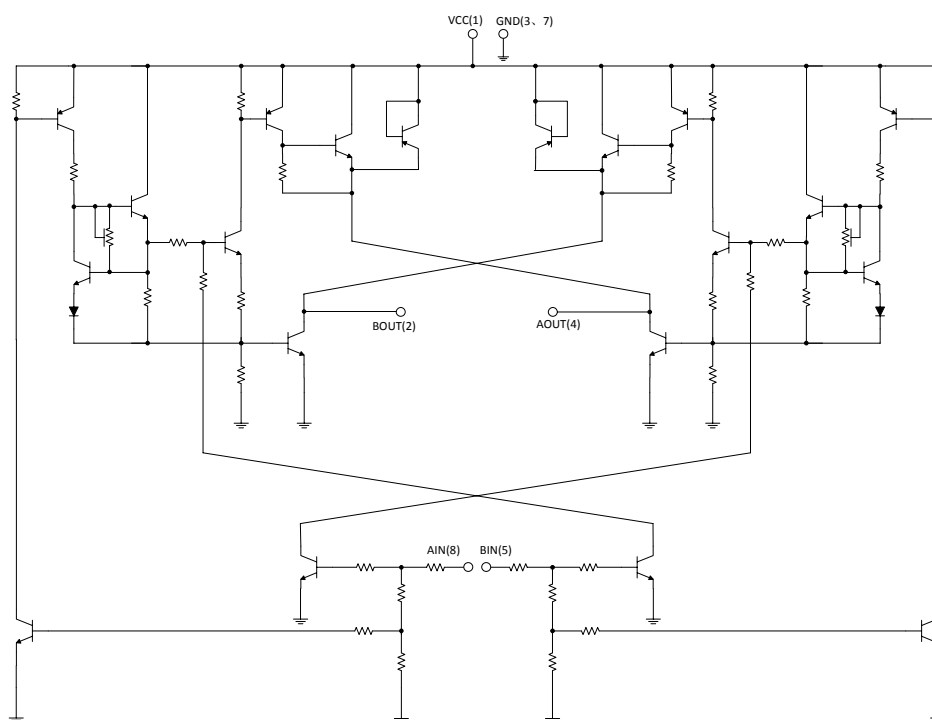 VCC(1) GND(3、7)
BOUT(2) AOUT(4)
AIN(8) BIN(5)